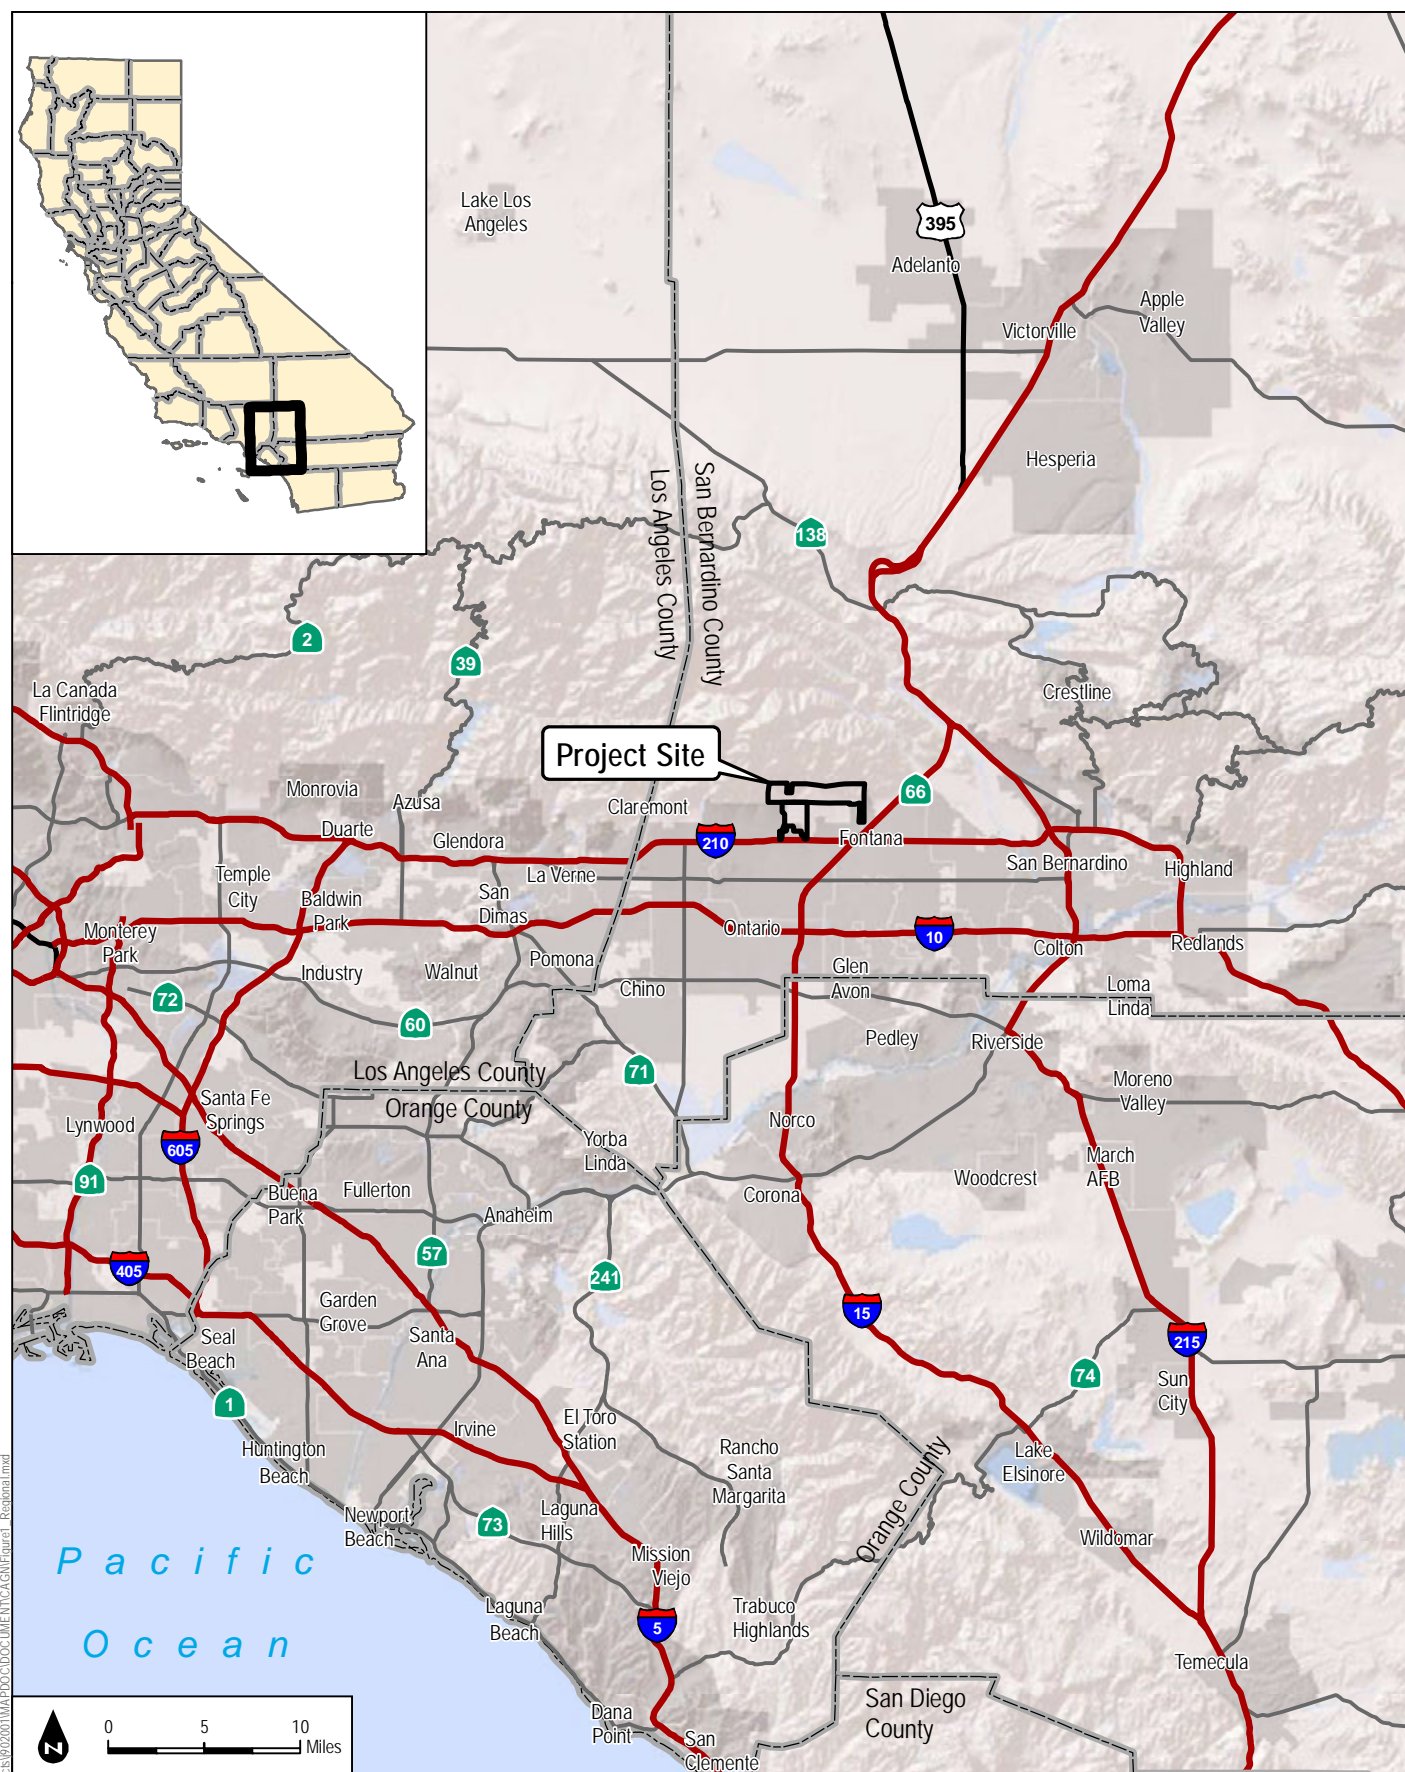 Lake Los
Angeles
395
Adelanto
Apple
Valley
Victorville
Hesperia
San Bernardino County
Los Angeles County
138
2
39
La Canada
Flintridge
Crestline
Project Site
66
Monrovia
Azusa
Claremont
Duarte
Glendora
210
Fontana
San Bernardino
Highland
La Verne
Temple
City
Baldwin
Park
San
Dimas
Monterey
Park
Ontario
10
Colton
Redlands
Industry
Walnut
Pomona
Chino
Glen
Avon
Loma
Linda
72
60
Pedley
Riverside
71
Los Angeles County
Orange County
Moreno
Valley
Santa Fe
Springs
Lynwood
Norco
605
Yorba
Linda
March
AFB
Woodcrest
91
Buena
Park
Fullerton
Corona
Anaheim
57
405
241
15
Garden
Grove
Santa
Ana
215
Seal
Beach
74
Sun
City
1
Irvine
El Toro
Station
Huntington
Beach
Rancho
Santa
Margarita
Orange County
Lake
Elsinore
Newport
Beach
73
Laguna
Hills
Mission
Viejo
Wildomar
Pacific
Ocean
Laguna
Beach
Trabuco
Highlands
5
Temecula
San Diego
County
Dana
Point
San
Clemente
N
0 5 10
Miles